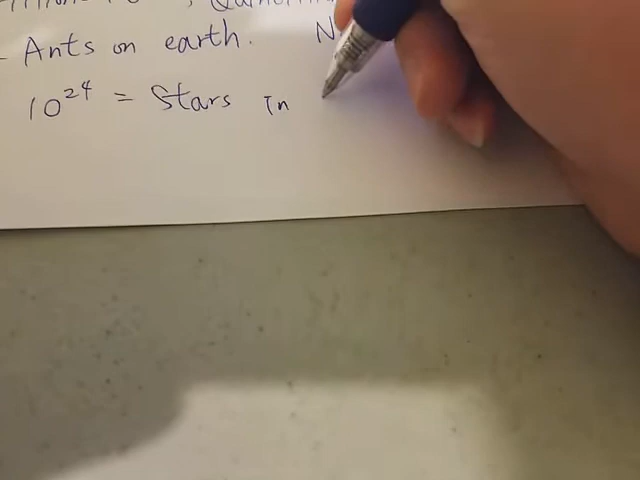 Ants on earth. N
10²⁴ = Stars in